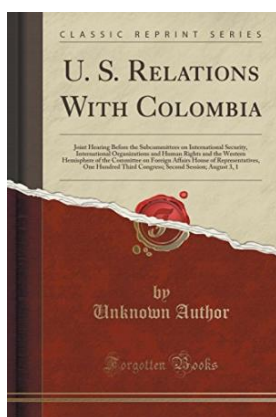 CLASSIC REPRINT SERIES
U. S. Relations
With Colombia
Joint Hearing Before the Subcommittees on International Security,
International Organizations and Human Rights and the Western
Hemisphere of the Committee on Foreign Affairs House of Representatives,
One Hundred Third Congress; Second Session; August 3, 1
by
Unknown Author
Forgotten Books